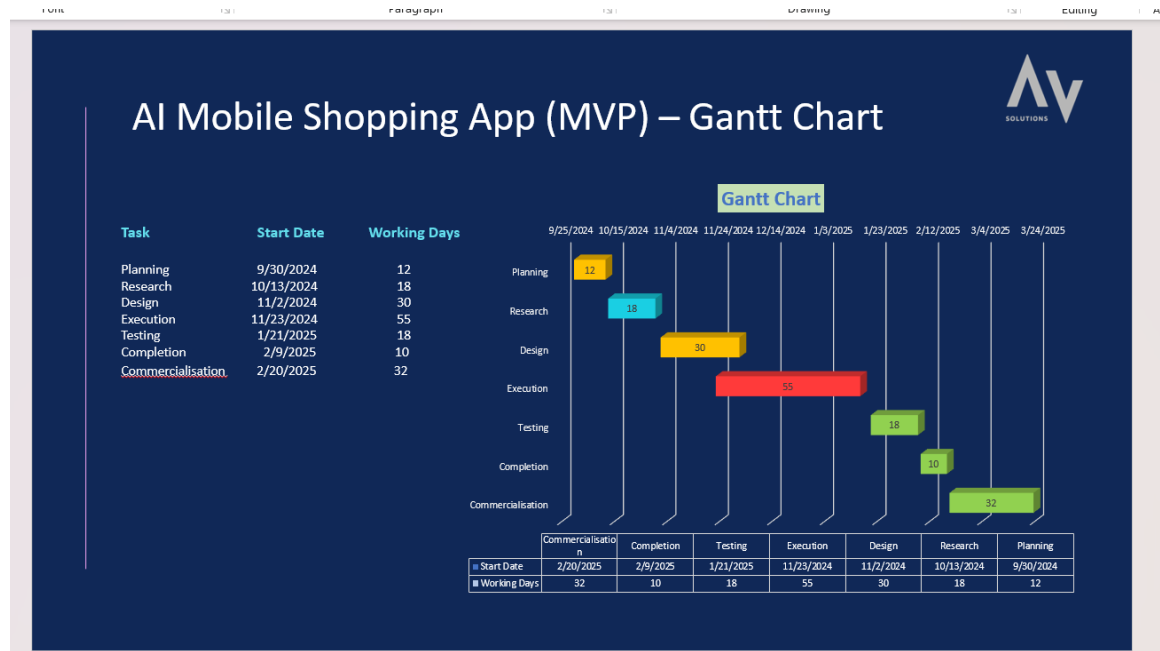 Font Paragraph Drawing Editing A
AV
SOLUTIONS
AI Mobile Shopping App (MVP) – Gantt Chart
Gantt Chart
Task Start Date Working Days
Planning 9/30/2024 12
Research 10/13/2024 18
Design 11/2/2024 30
Execution 11/23/2024 55
Testing 1/21/2025 18
Completion 2/9/2025 10
Commercialisation 2/20/2025 32
9/25/2024 10/15/2024 11/4/2024 11/24/2024 12/14/2024 1/3/2025 1/23/2025 2/12/2025 3/4/2025 3/24/2025
Planning 12
Research 18
Design 30
Execution 55
Testing 18
Completion 10
Commercialisation 32
Commercialisatio
n Completion Testing Execution Design Research Planning
Start Date 2/20/2025 2/9/2025 1/21/2025 11/23/2024 11/2/2024 10/13/2024 9/30/2024
Working Days 32 10 18 55 30 18 12